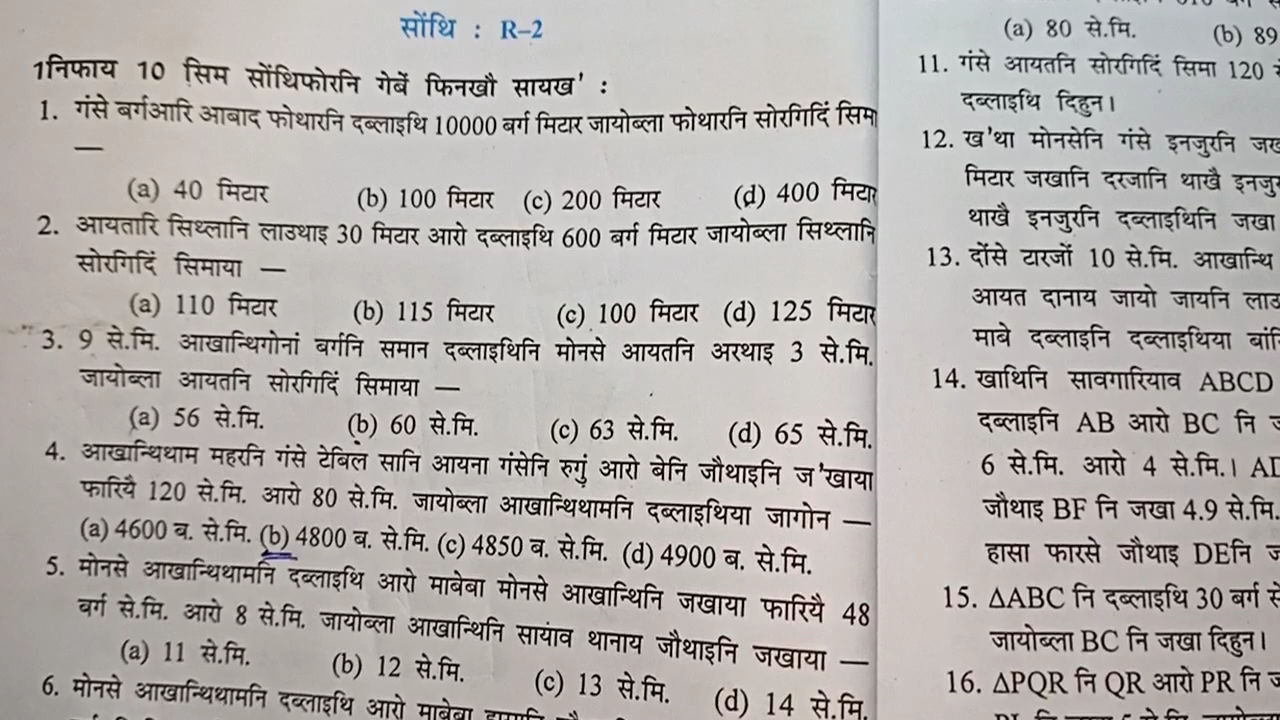 सोंथि : R-2
1निफाय 10 सिम सोंथिफोरनि गेबें फिनखौ सायख' :
1. गंसे बर्गआरि आबाद फोथारनि दब्लाइथि 10000 बर्ग मिटार जायोब्ला फोथारनि सोरगिदिं सिमा
—
(a) 40 मिटार (b) 100 मिटार (c) 200 मिटार (d) 400 मिटार
2. आयतारि सिथ्लानि लाउथाइ 30 मिटार आरो दब्लाइथि 600 बर्ग मिटार जायोब्ला सिथ्लानि
सोरगिदिं सिमाया —
(a) 110 मिटार (b) 115 मिटार (c) 100 मिटार (d) 125 मिटार
3. 9 से.मि. आखान्थिगोनां बर्गनि समान दब्लाइथिनि मोनसे आयतनि अरथाइ 3 से.मि.
जायोब्ला आयतनि सोरगिदिं सिमाया —
(a) 56 से.मि. (b) 60 से.मि. (c) 63 से.मि. (d) 65 से.मि.
4. आखान्थिथाम महरनि गंसे टेबिल सानि आयना गंसेनि रुगुं आरो बेनि जौथाइनि ज'खाया
फारियै 120 से.मि. आरो 80 से.मि. जायोब्ला आखान्थिथामनि दब्लाइथिया जागोन —
(a) 4600 ब. से.मि. (b) 4800 ब. से.मि. (c) 4850 ब. से.मि. (d) 4900 ब. से.मि.
5. मोनसे आखान्थिथामनि दब्लाइथि आरो माबेबा मोनसे आखान्थिनि जखाया फारियै 48
बर्ग से.मि. आरो 8 से.मि. जायोब्ला आखान्थिनि सायाव थानाय जौथाइनि जखाया —
(a) 11 से.मि. (b) 12 से.मि. (c) 13 से.मि. (d) 14 से.मि.
6. मोनसे आखान्थिथामनि दब्लाइथि आरो माबेबा
(a) 80 से.मि. (b) 89
11. गंसे आयतनि सोरगिदिं सिमा 120
दब्लाइथि दिहुन।
12. ख'था मोनसेनि गंसे इनजुरनि
मिटार जखानि दरजानि थाखै
थाखै इनजुरनि दब्लाइथिनि जखा
13. दोंसे टारजों 10 से.मि. आखान्थि
आयत दानाय जायो जायनि
माबे दब्लाइनि दब्लाइथिया
14. खाथिनि सावगारियाव ABCD
दब्लाइनि AB आरो BC नि
6 से.मि. आरो 4 से.मि।
जौथाइ BF नि जखा 4.9 से.मि.
हासा फारसे जौथाइ DEनि
15. ΔABC नि दब्लाइथि 30 बर्ग
जायोब्ला BC नि जखा दिहुन।
16. ΔPQR नि QR आरो PR नि